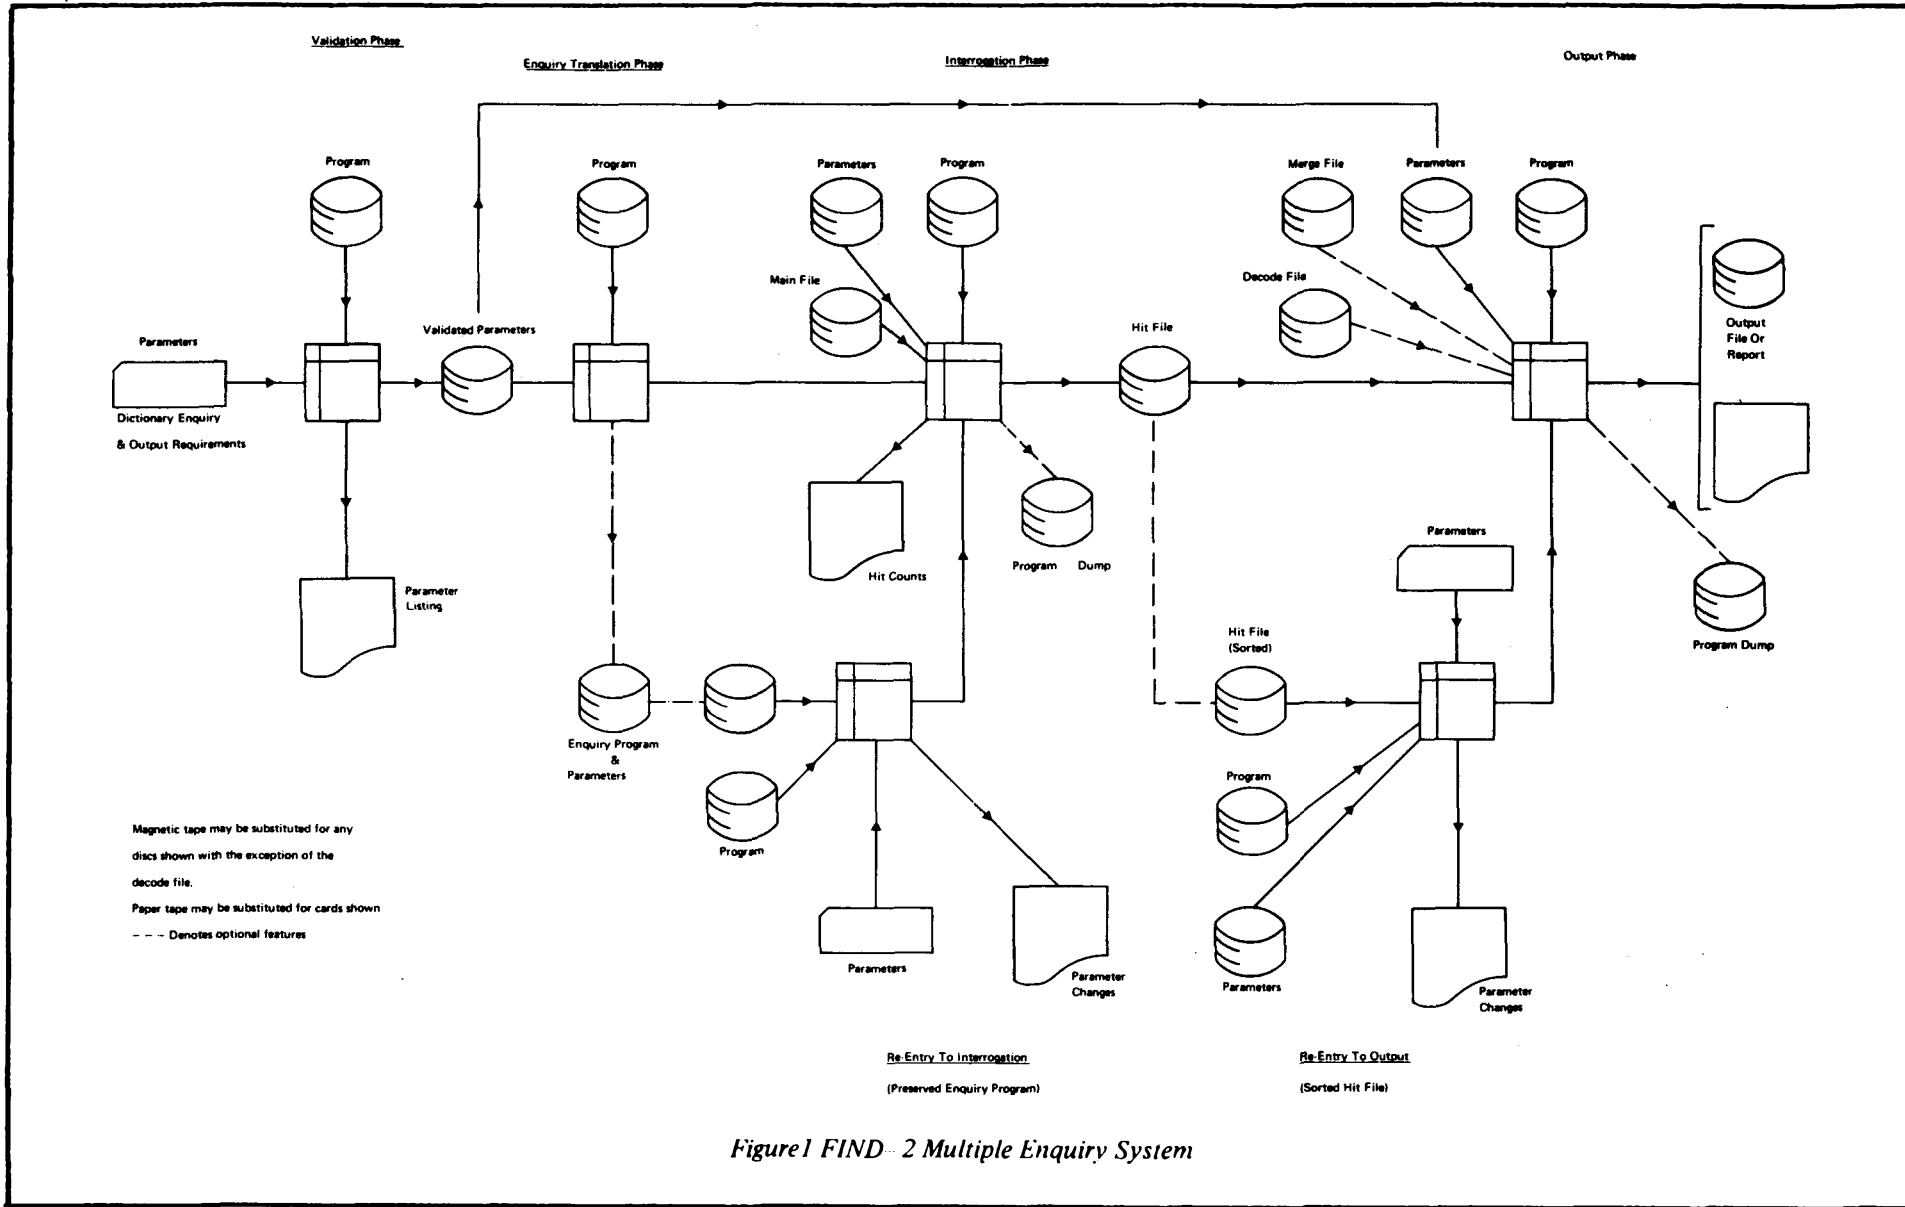 Validation Phase
Enquiry Translation Phase
Interrogation Phase
Output Phase
Program
Program
Parameters
Program
Merge File
Parameters
Program
Main File
Decode File
Parameters
Validated Parameters
Hit File
Output
File Or
Report
Dictionary Enquiry
& Output Requirements
Parameters
Hit Counts
Program Dump
Parameter
Listing
Hit File
(Sorted)
Program Dump
Enquiry Program
&
Parameters
Program
Program
Magnetic tape may be substituted for any
discs shown with the exception of the
decode file.
Paper tape may be substituted for cards shown
--- Denotes optional features
Parameters
Parameter
Changes
Parameters
Parameter
Changes
Re-Entry To Interrogation
(Preserved Enquiry Program)
Re-Entry To Output
(Sorted Hit File)
Figure1 FIND- 2 Multiple Enquiry System